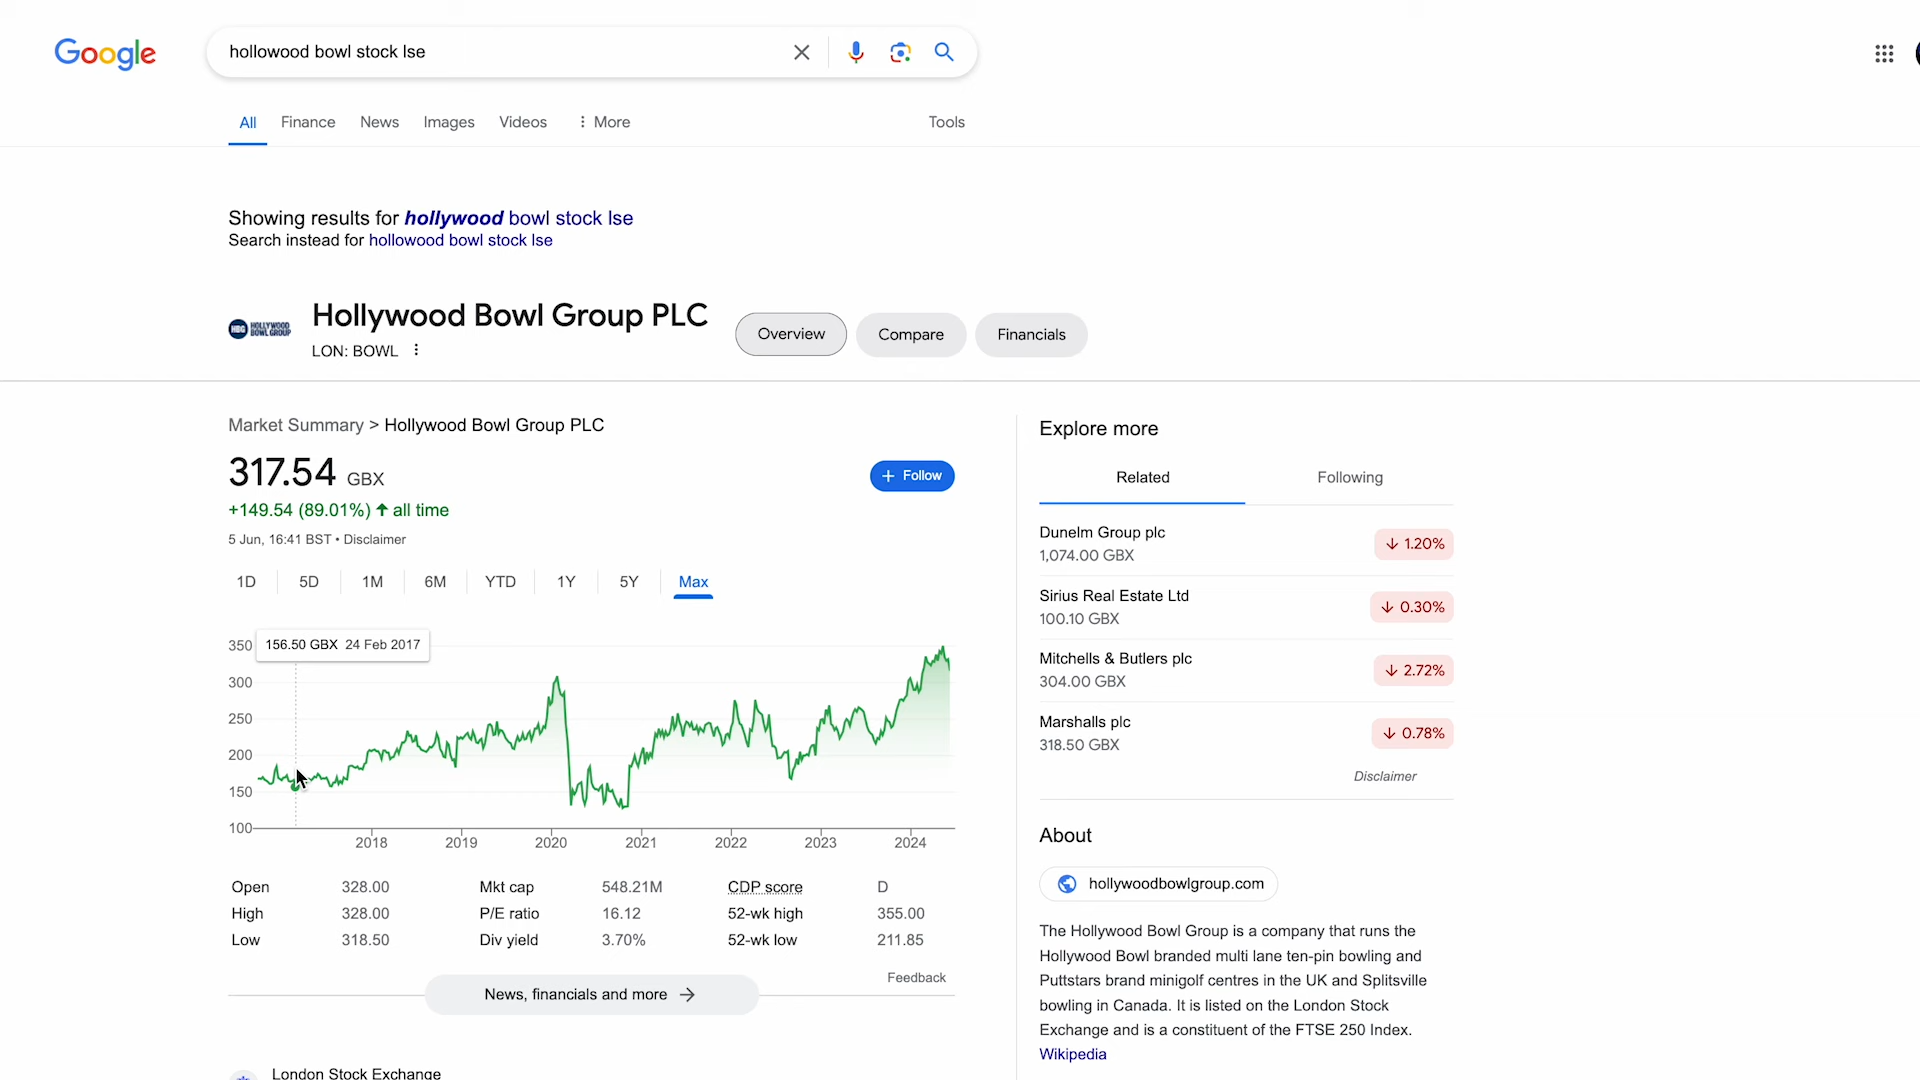 Google
hollowood bowl stock lse
All Finance News Images Videos More Tools
Showing results for hollywood bowl stock lse
Search instead for hollowood bowl stock lse
HBG HOLLYWOOD BOWL GROUP
Hollywood Bowl Group PLC
LON: BOWL
Overview Compare Financials
Market Summary > Hollywood Bowl Group PLC
317.54 GBX
+ Follow
+149.54 (89.01%) ↑ all time
5 Jun, 16:41 BST • Disclaimer
1D 5D 1M 6M YTD 1Y 5Y Max
156.50 GBX 24 Feb 2017
350
300
250
200
150
100
2018 2019 2020 2021 2022 2023 2024
Open 328.00 Mkt cap 548.21M CDP score D
High 328.00 P/E ratio 16.12 52-wk high 355.00
Low 318.50 Div yield 3.70% 52-wk low 211.85
Feedback
News, financials and more →
London Stock Exchange
Explore more
Related Following
Dunelm Group plc
1,074.00 GBX
↓ 1.20%
Sirius Real Estate Ltd
100.10 GBX
↓ 0.30%
Mitchells & Butlers plc
304.00 GBX
↓ 2.72%
Marshalls plc
318.50 GBX
↓ 0.78%
Disclaimer
About
hollywoodbowlgroup.com
The Hollywood Bowl Group is a company that runs the
Hollywood Bowl branded multi lane ten-pin bowling and
Puttstars brand minigolf centres in the UK and Splitsville
bowling in Canada. It is listed on the London Stock
Exchange and is a constituent of the FTSE 250 Index.
Wikipedia